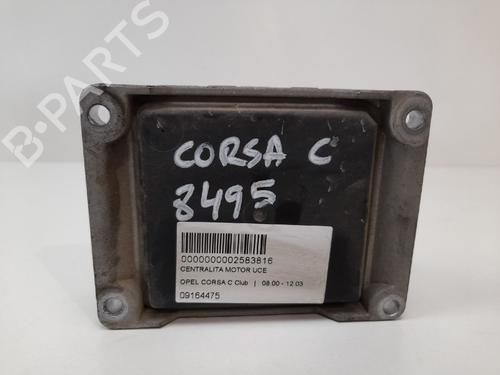 B-PARTS
CORSA C
8495
0000000002583816
CENTRALITA MOTOR UCE
OPEL CORSA C Club | 08.00 - 12.03
09164475